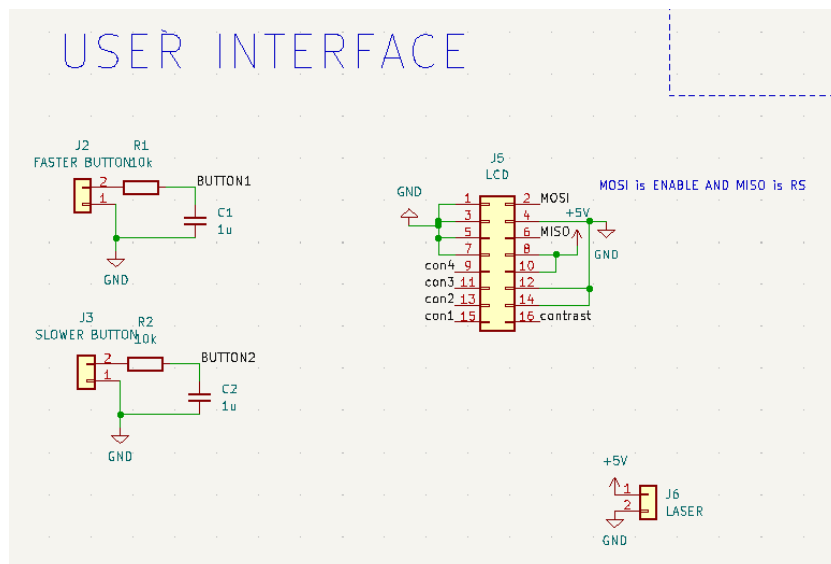 USER INTERFACE
J2
FASTER BUTTON
R1
10k
2
1
BUTTON1
C1
1u
GND
J3
SLOWER BUTTON
R2
10k
2
1
BUTTON2
C2
1u
GND
J5
LCD
MOSI is ENABLE AND MISO is RS
GND
1
2
MOSI
3
4
+5V
5
6
MISO
GND
7
8
con4
9
10
con3
11
12
con2
13
14
con1
15
16
contrast
+5V
1
2
J6
LASER
GND